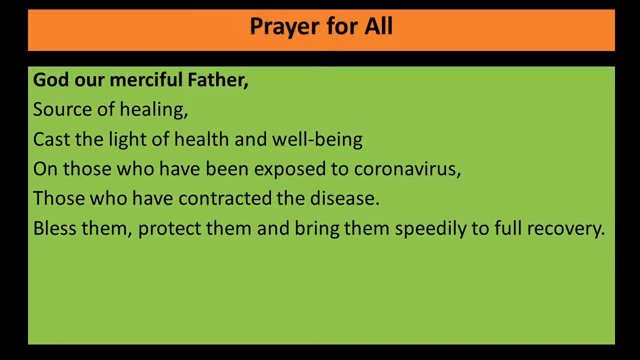 Prayer for All
God our merciful Father,
Source of healing,
Cast the light of health and well-being
On those who have been exposed to coronavirus,
Those who have contracted the disease.
Bless them, protect them and bring them speedily to full recovery.